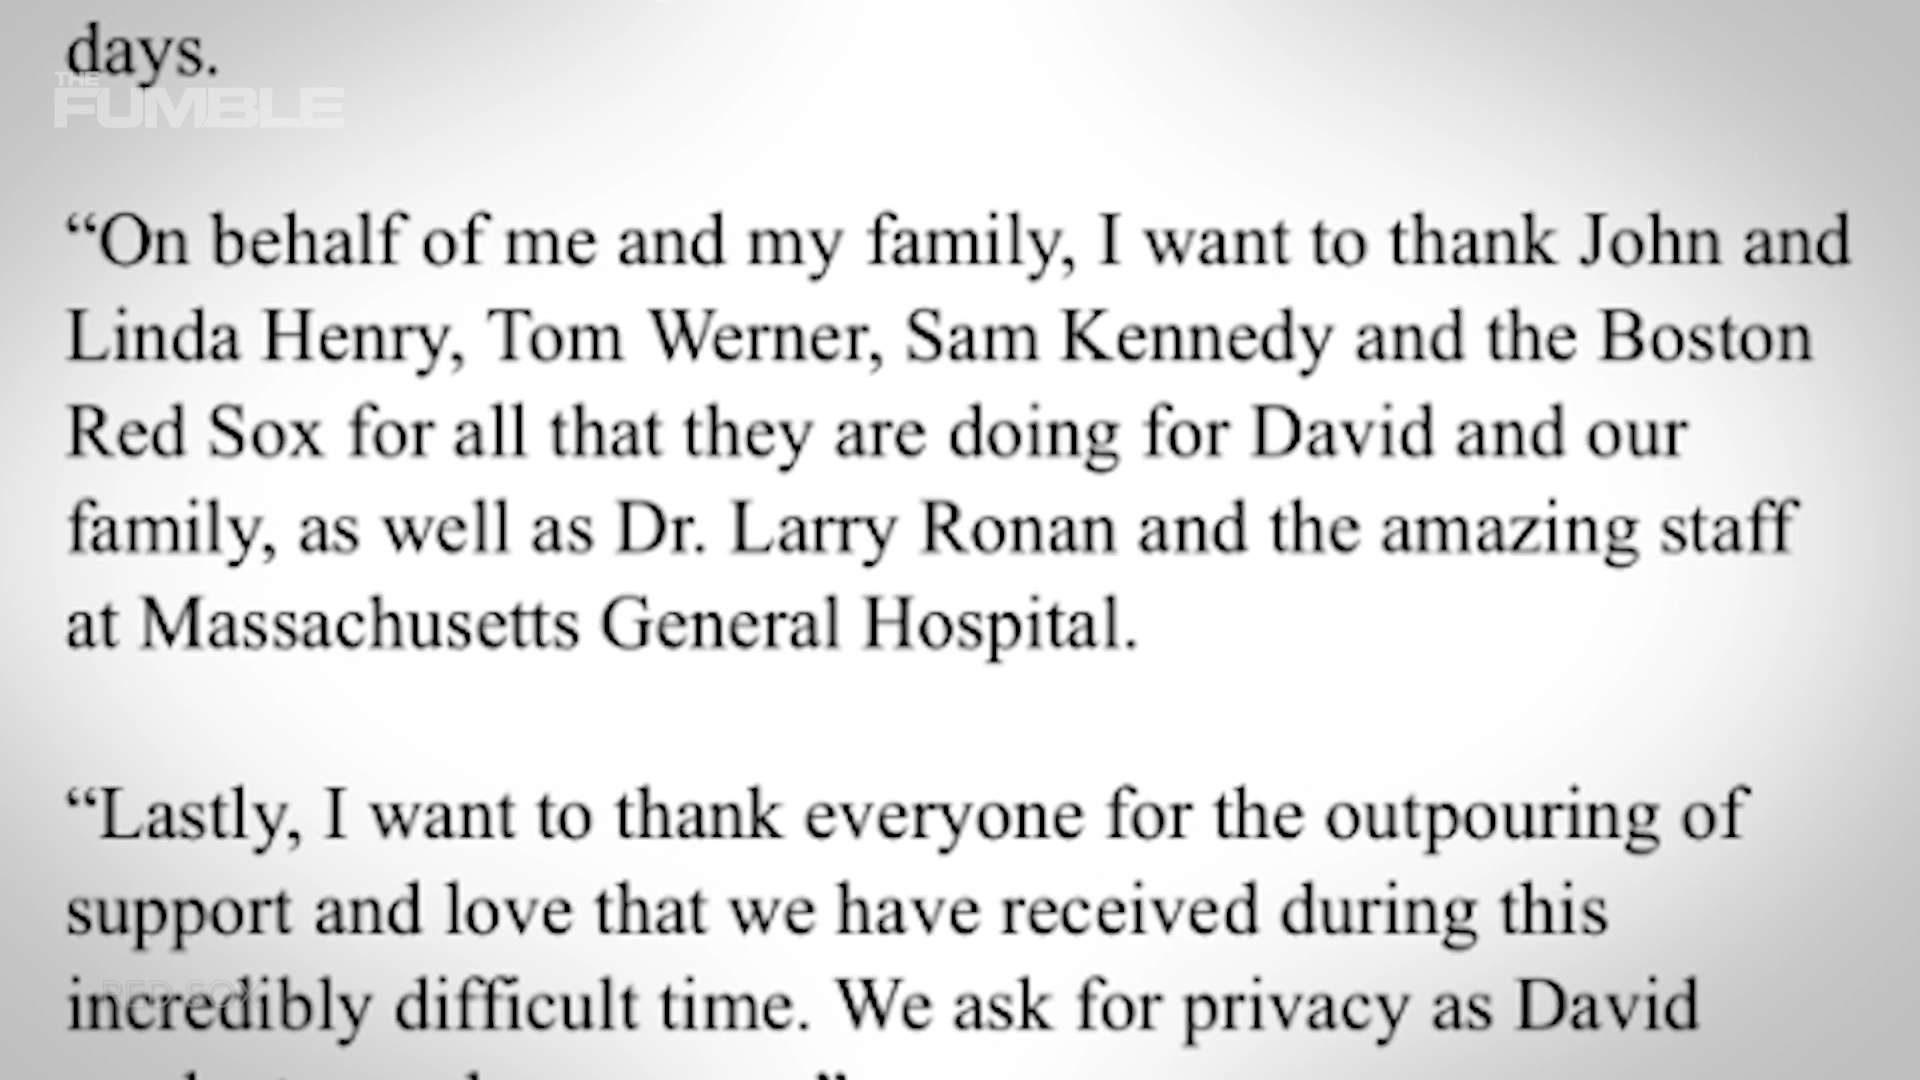 days.
THE
FUMBLE
“On behalf of me and my family, I want to thank John and
Linda Henry, Tom Werner, Sam Kennedy and the Boston
Red Sox for all that they are doing for David and our
family, as well as Dr. Larry Ronan and the amazing staff
at Massachusetts General Hospital.
“Lastly, I want to thank everyone for the outpouring of
support and love that we have received during this
RED SOX
incredibly difficult time. We ask for privacy as David